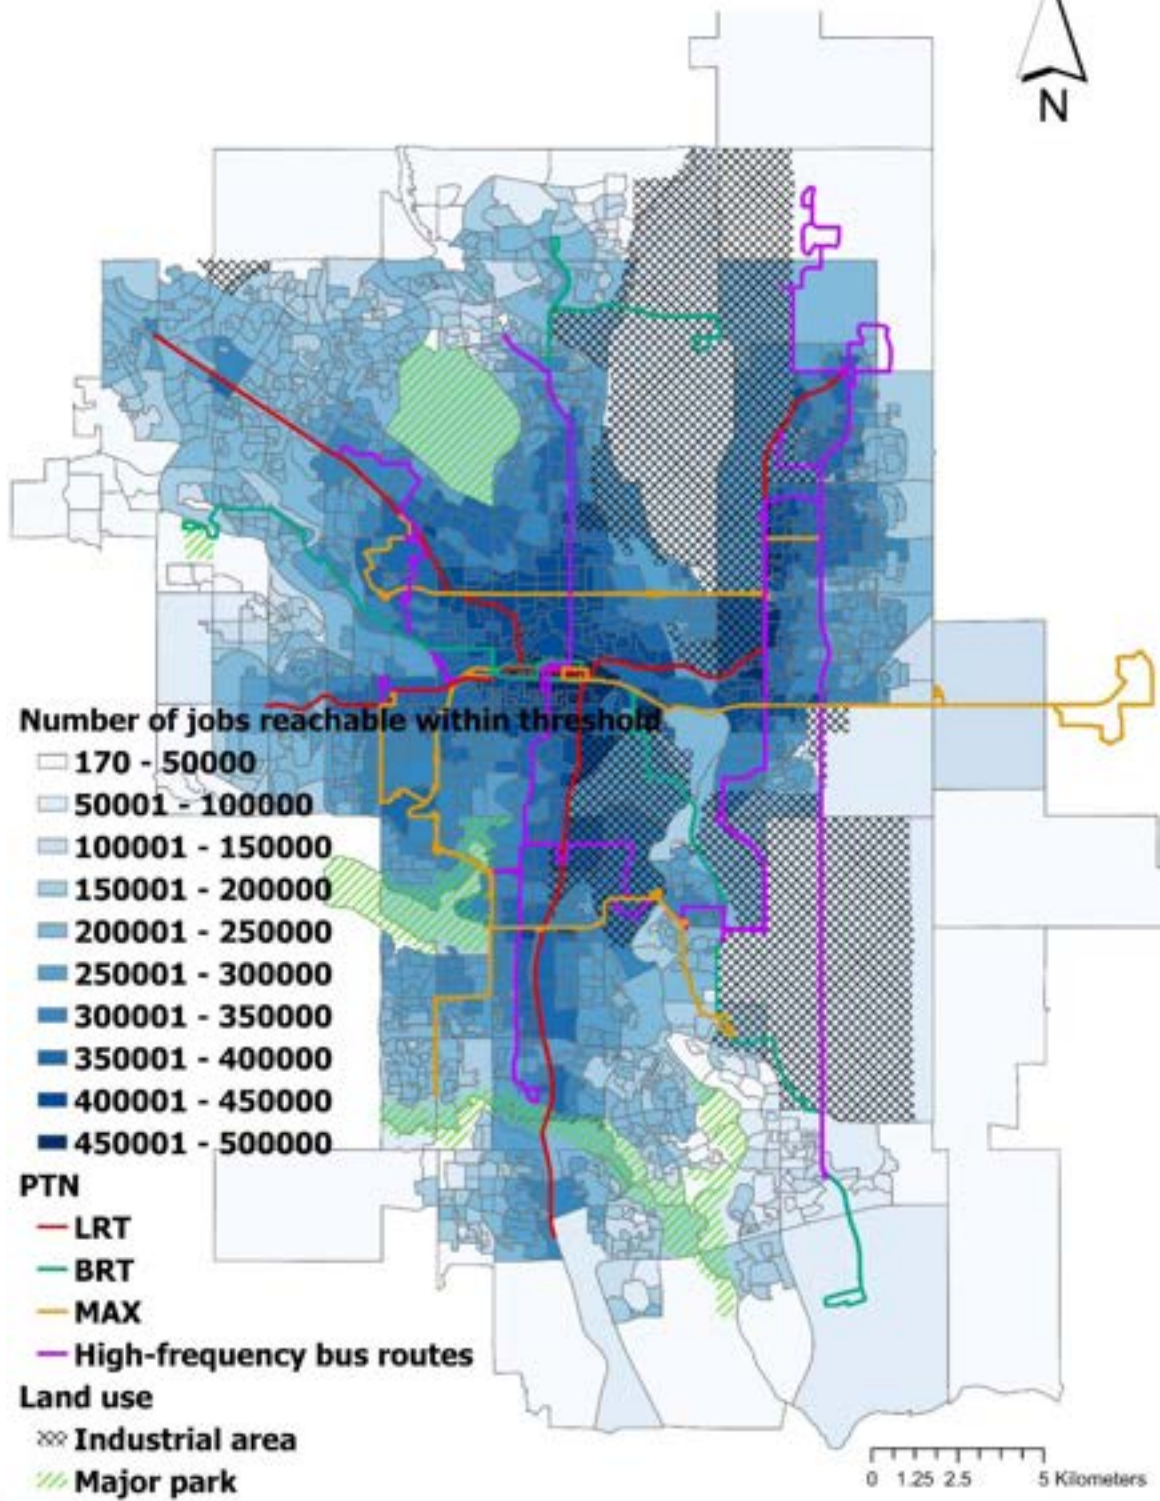 N
Number of jobs reachable within threshold
170 - 50000
50001 - 100000
100001 - 150000
150001 - 200000
200001 - 250000
250001 - 300000
300001 - 350000
350001 - 400000
400001 - 450000
450001 - 500000
PTN
LRT
BRT
MAX
High-frequency bus routes
Land use
Industrial area
Major park
0 1.25 2.5 5 Kilometers